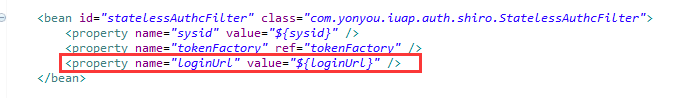 <bean id="statelessAuthcFilter" class="com.yonyou.iuap.auth.shiro.StatelessAuthcFilter">
<property name="sysid" value="${sysid}" />
<property name="tokenFactory" ref="tokenFactory" />
<property name="loginUrl" value="${loginUrl}" />
</bean>